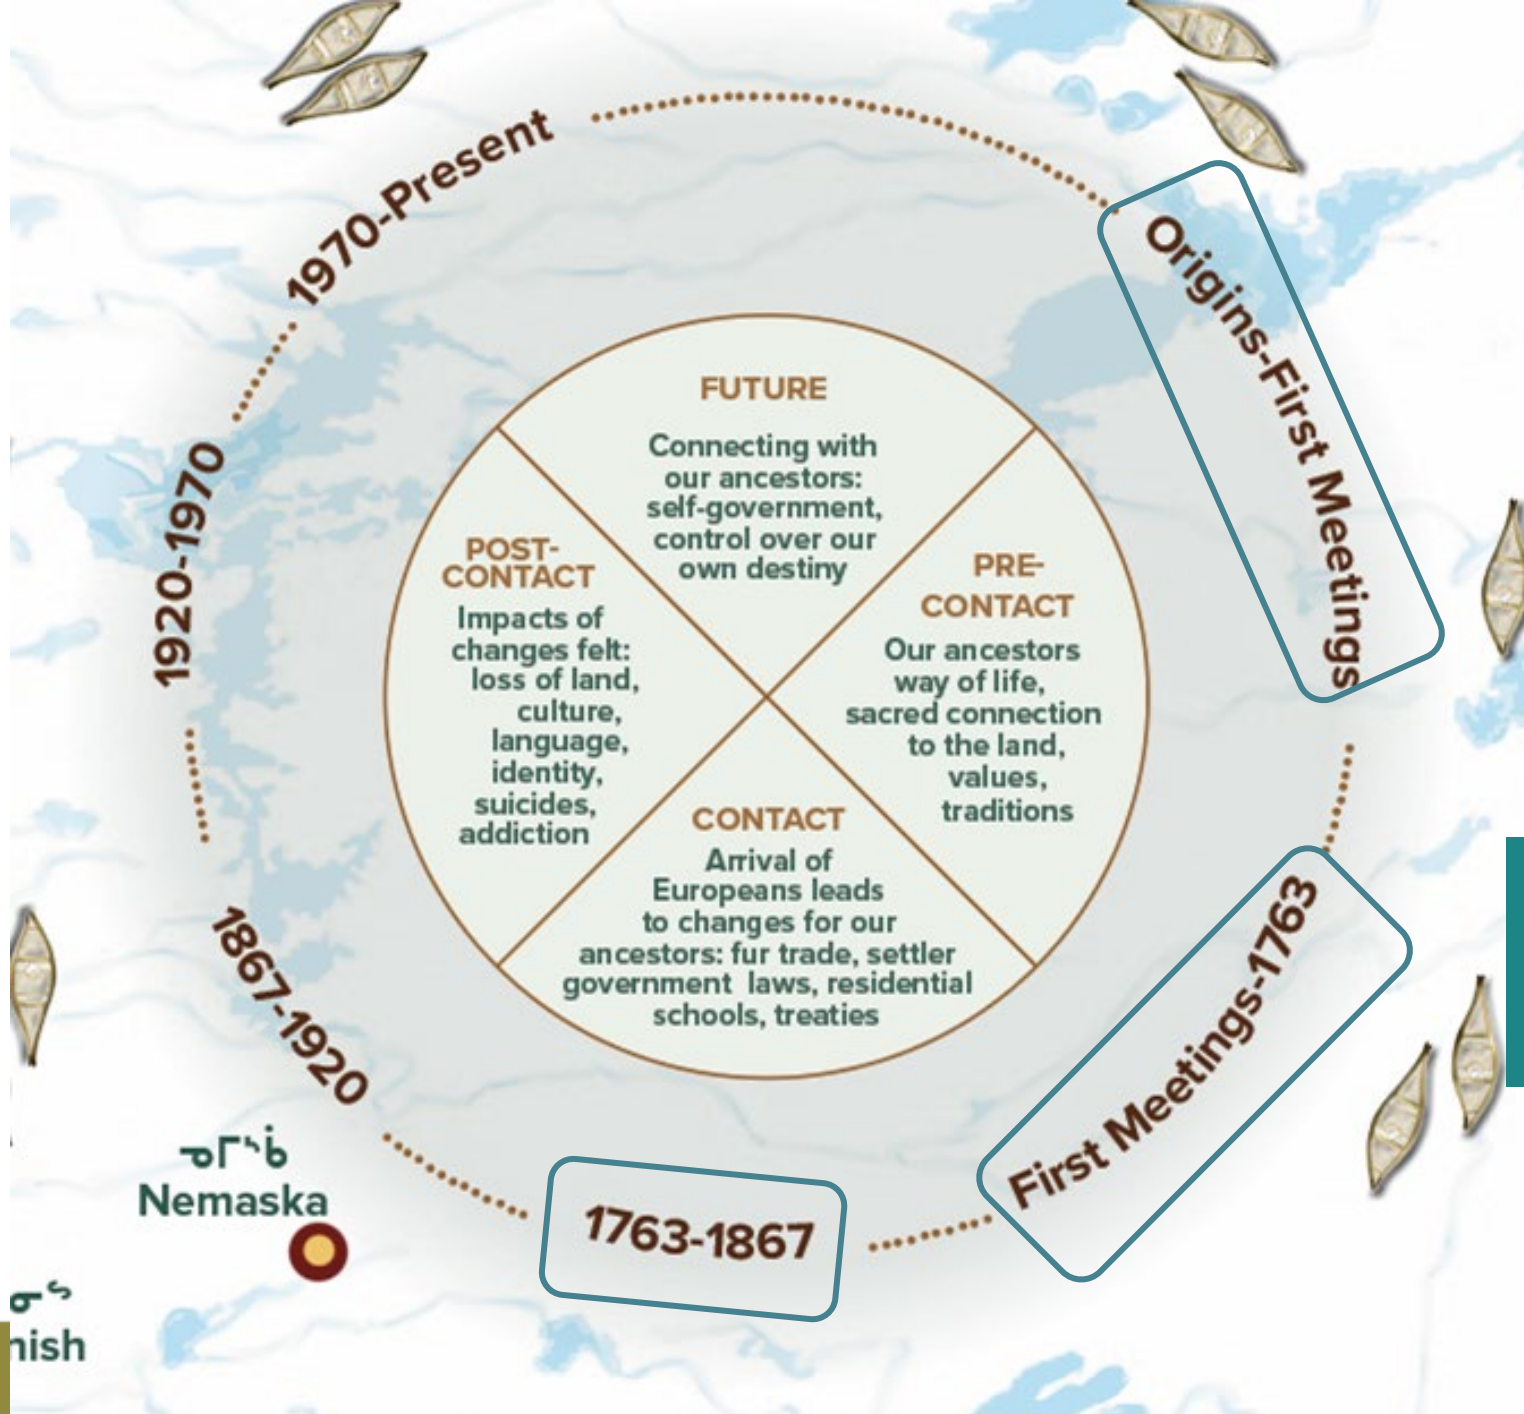 1970-Present
Origins-First Meetings
1920-1970
FUTURE
Connecting with
our ancestors:
self-government,
control over our
own destiny
POST-
CONTACT
Impacts of
changes felt:
loss of land,
culture,
language,
identity,
suicides,
addiction
PRE-
CONTACT
Our ancestors
way of life,
sacred connection
to the land,
values,
traditions
CONTACT
Arrival of
Europeans leads
to changes for our
ancestors: fur trade, settler
government laws, residential
schools, treaties
First Meetings-1763
1867-1920
1763-1867
ᓀᒥᔅᑳ
Nemaska
nish